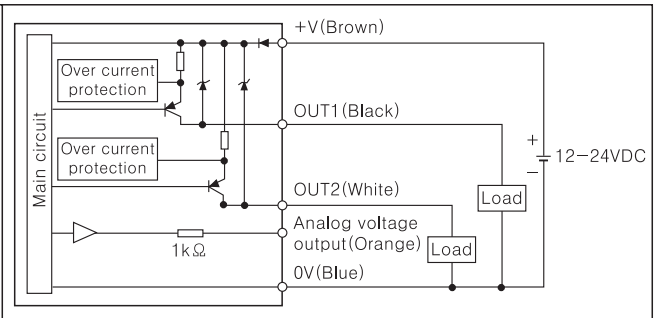 +V(Brown)
Over current
protection
OUT1(Black)
Main circuit
Over current
protection
+
12−24VDC
−
OUT2(White)
Load
Analog voltage
output(Orange)
Load
1kΩ
0V(Blue)